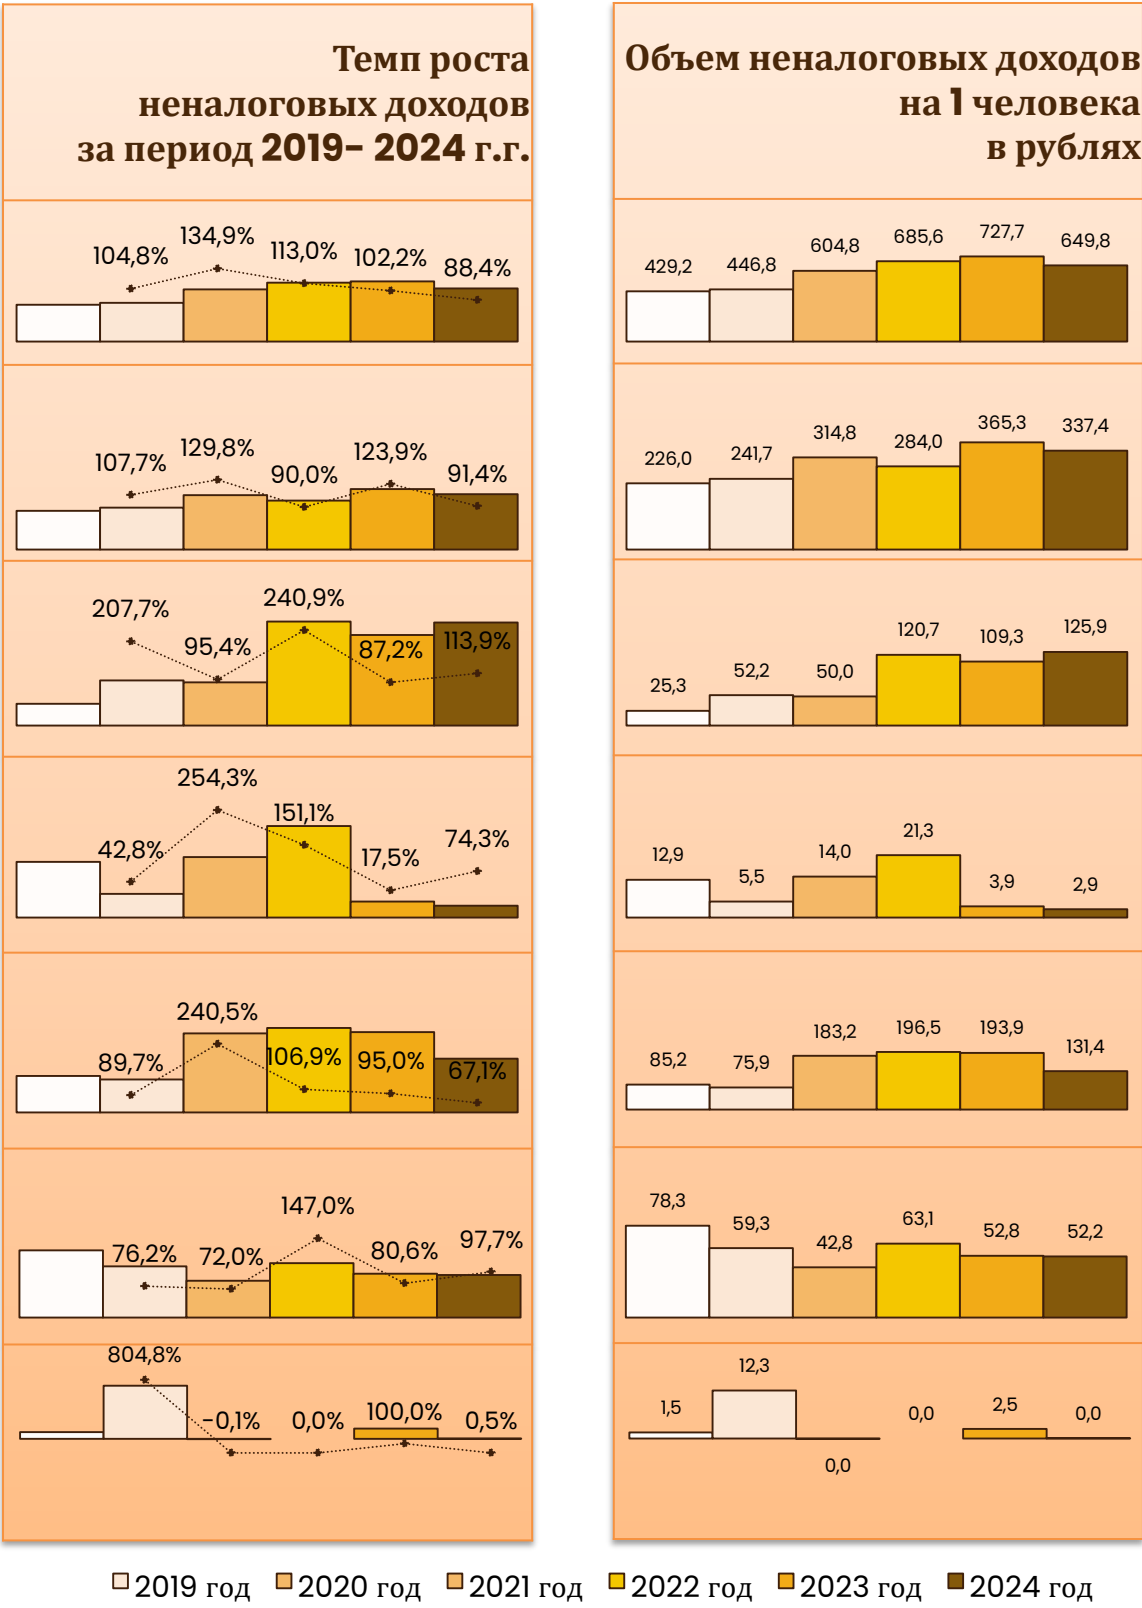 Темп роста
неналоговых доходов
за период 2019– 2024 г.г.
104,8% 134,9% 113,0% 102,2% 88,4%
107,7% 129,8% 90,0% 123,9% 91,4%
207,7% 95,4% 240,9% 87,2% 113,9%
42,8% 254,3% 151,1% 17,5% 74,3%
89,7% 240,5% 106,9% 95,0% 67,1%
76,2% 72,0% 147,0% 80,6% 97,7%
804,8% -0,1% 0,0% 100,0% 0,5%
Объем неналоговых доходов
на 1 человека
в рублях
429,2 446,8 604,8 685,6 727,7 649,8
226,0 241,7 314,8 284,0 365,3 337,4
25,3 52,2 50,0 120,7 109,3 125,9
12,9 5,5 14,0 21,3 3,9 2,9
85,2 75,9 183,2 196,5 193,9 131,4
78,3 59,3 42,8 63,1 52,8 52,2
1,5 12,3 0,0 0,0 2,5 0,0
2019 год 2020 год 2021 год 2022 год 2023 год 2024 год